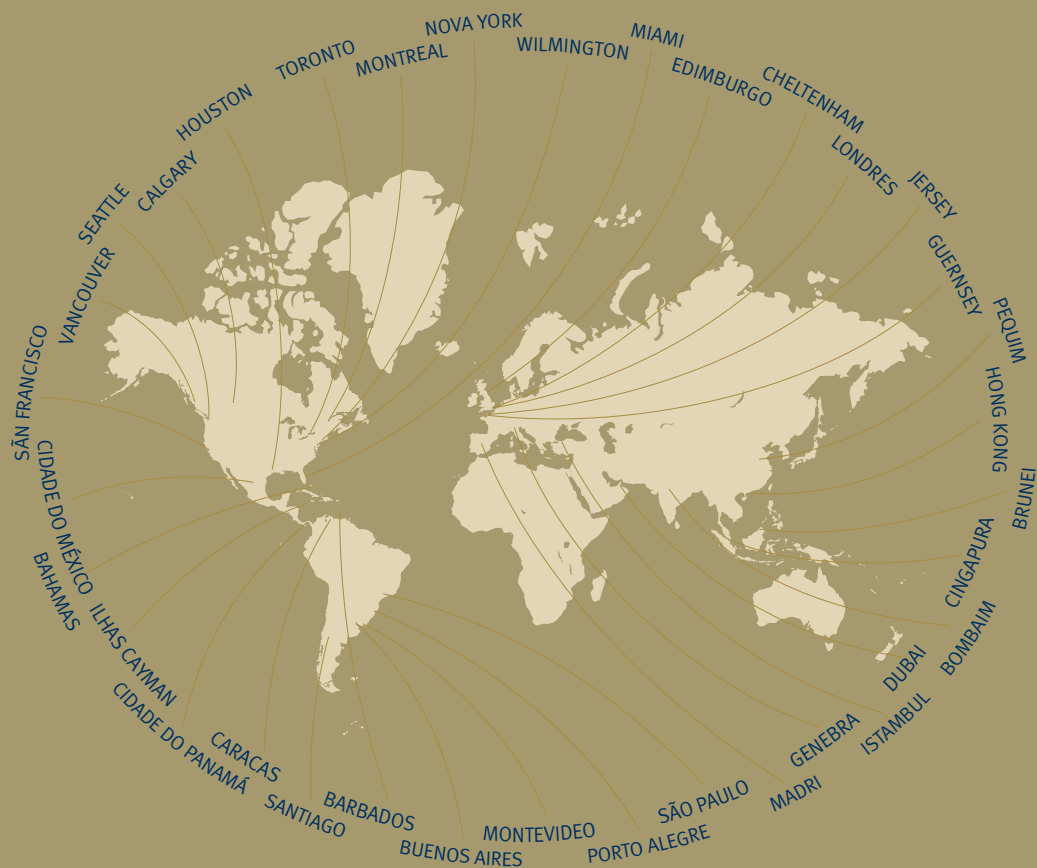 NOVA YORK
WILMINGTON
MIAMI
EDIMBURGO
CHELTENHAM
LONDRES
JERSEY
GUERNSEY
PEQUIM
HONG KONG
BRUNEI
CINGAPURA
BOMBAIM
DUBAI
ISTAMBUL
GENEBRA
MADRI
SÃO PAULO
PORTO ALEGRE
MONTEVIDEO
BUENOS AIRES
BARBADOS
SANTIAGO
CARACAS
CIDADE DO PANAMÁ
ILHAS CAYMAN
BAHAMAS
CIDADE DO MÉXICO
SÃN FRANCISCO
VANCOUVER
SEATTLE
CALGARY
HOUSTON
TORONTO
MONTREAL